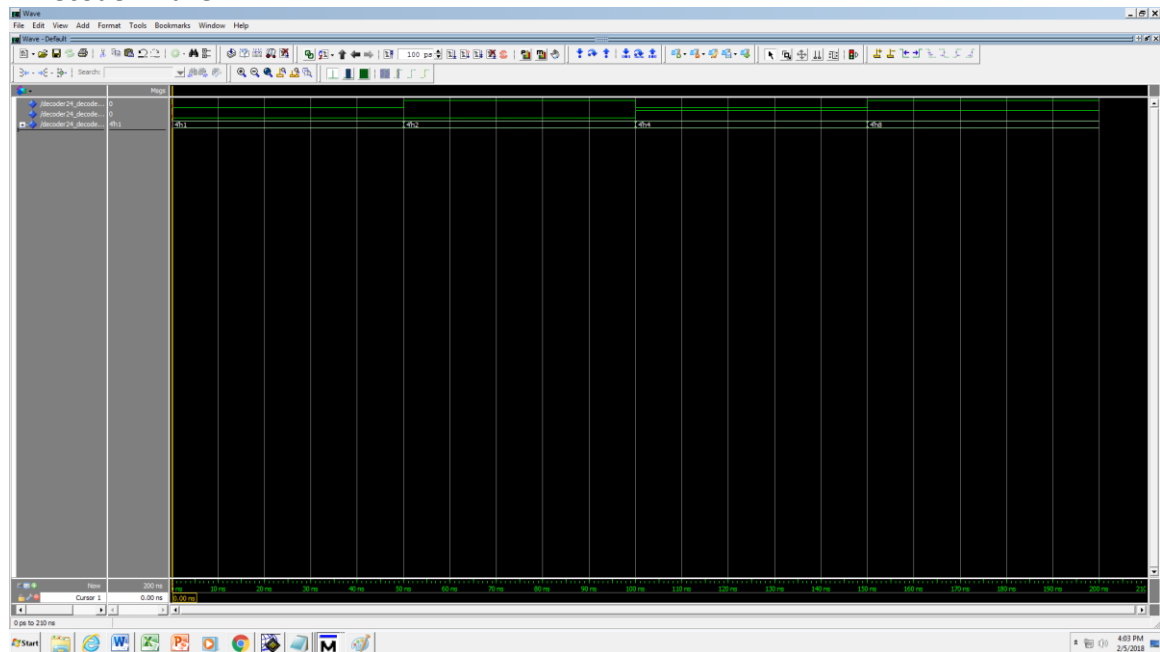 Wave
File Edit View Add Format Tools Bookmarks Window Help
Wave - Default
100 ps
Search:
Msgs
/decoder24_decode... 0
/decoder24_decode... 0
/decoder24_decode... 4'h1 4'h1 4'h2 4'h4 4'h8
Now 200 ns ns 10 ns 20 ns 30 ns 40 ns 50 ns 60 ns 70 ns 80 ns 90 ns 100 ns 110 ns 120 ns 130 ns 140 ns 150 ns 160 ns 170 ns 180 ns 190 ns 200 ns 210
Cursor 1 0.00 ns 0.00 ns
0 ps to 210 ns
Start
4:03 PM
2/5/2018